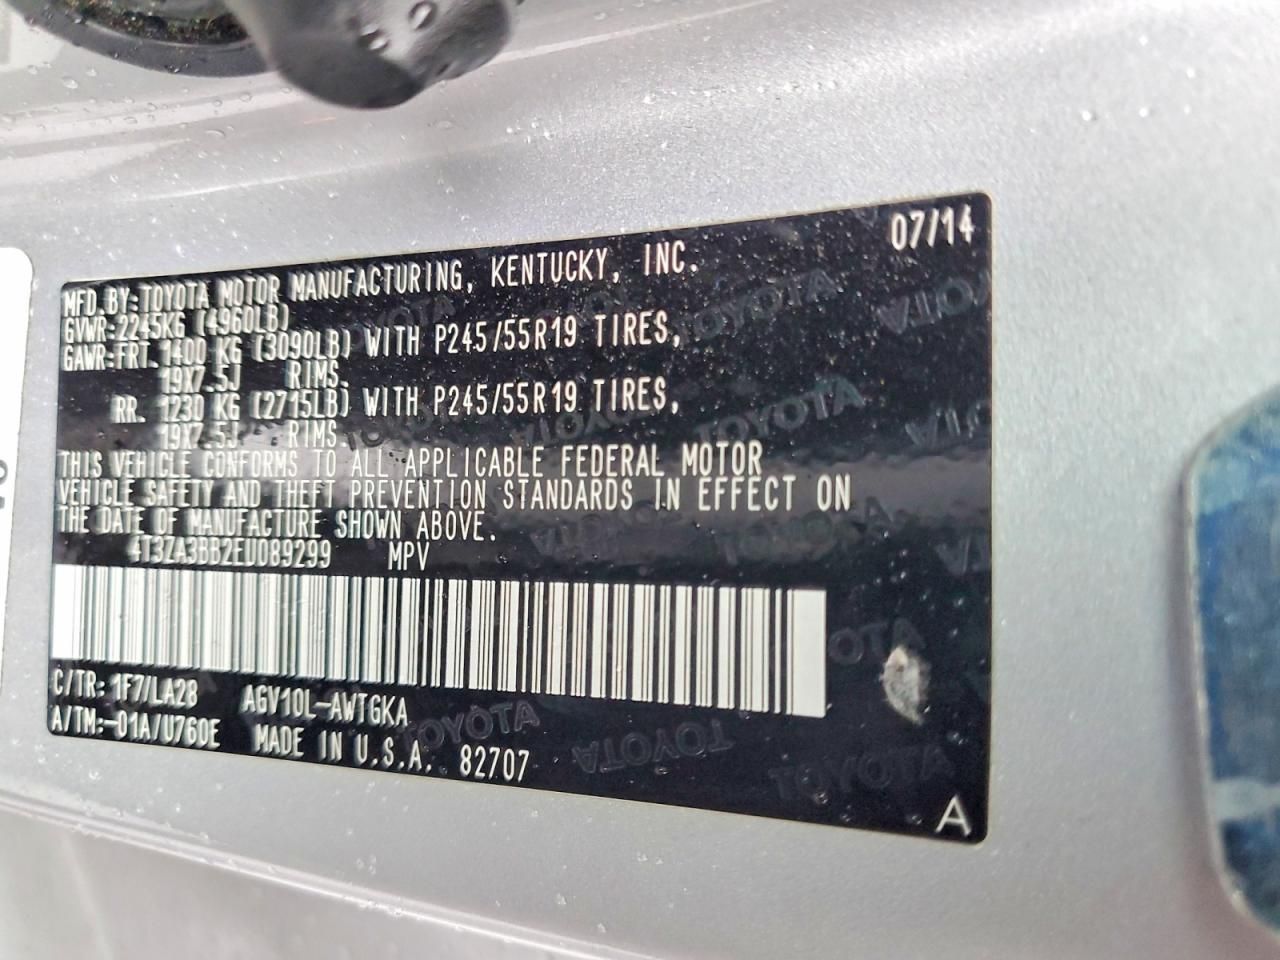 07/14
MFD. BY: TOYOTA MOTOR MANUFACTURING, KENTUCKY, INC.
GVWR: 2245KG (4960LB)
GAWR: FRT. 1400 KG (3090LB) WITH P245/55R19 TIRES,
19X7.5J RIMS.
RR. 1230 KG (2715LB) WITH P245/55R19 TIRES,
19X7.5J RIMS.
THIS VEHICLE CONFORMS TO ALL APPLICABLE FEDERAL MOTOR
VEHICLE SAFETY AND THEFT PREVENTION STANDARDS IN EFFECT ON
THE DATE OF MANUFACTURE SHOWN ABOVE.
4T3ZA3BB2EU089299 MPV
C/TR: 1F7/LA28 AGV10L-AWTGKA
A/TM:-01A/U760E MADE IN U.S.A. 82707
A